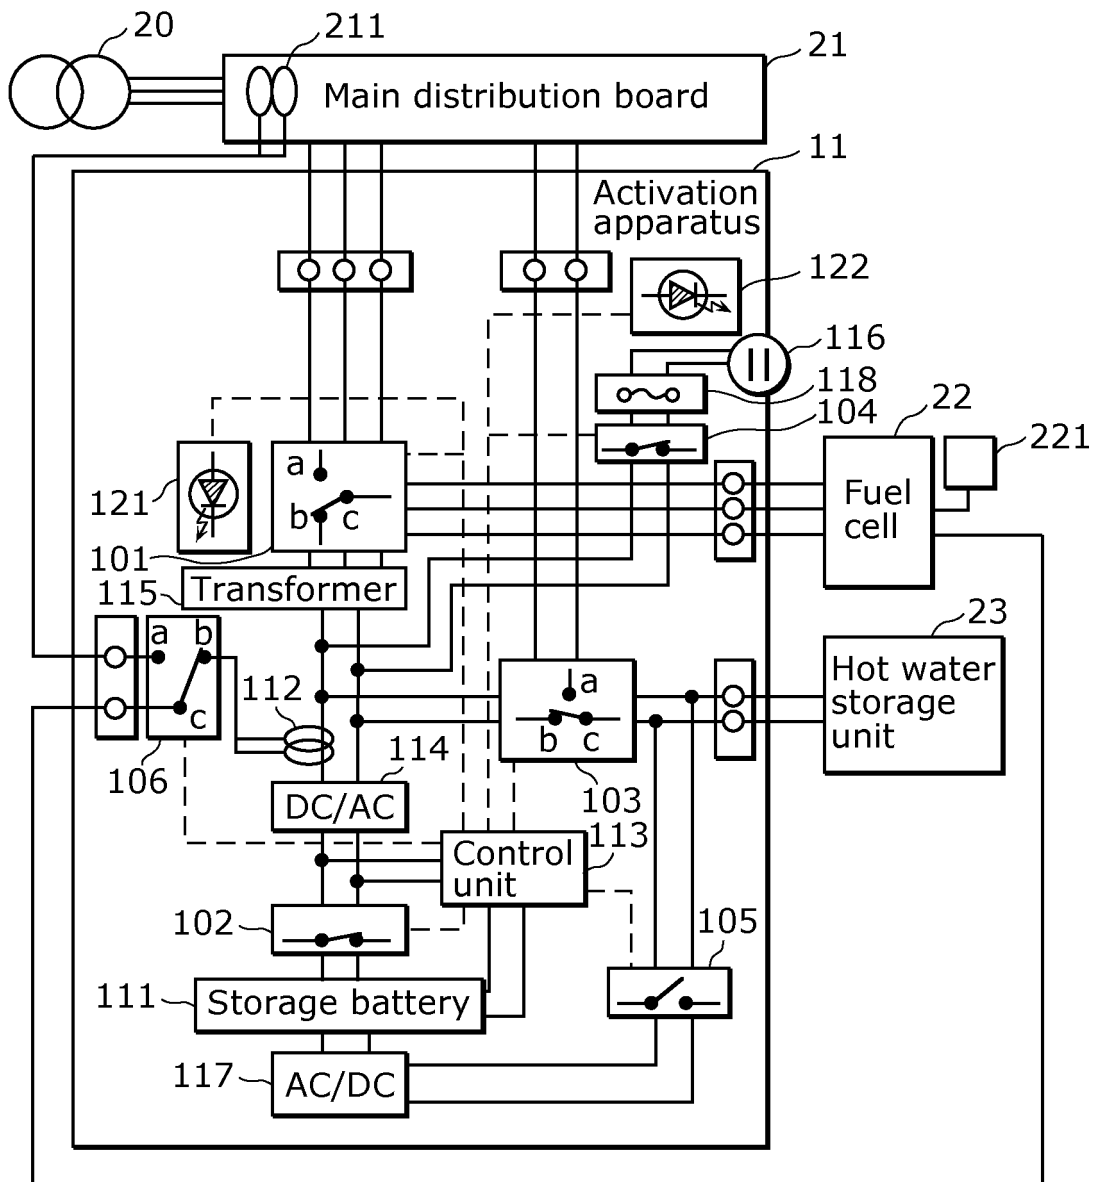 20
211
21
Main distribution board
11
Activation
apparatus
122
116
118
104
22
221
Fuel
cell
a
b c
121
101
Transformer
115
a b
c
106
112
114
DC/AC
a
b c
103
23
Hot water
storage
unit
113
Control
unit
102
105
111
Storage battery
117
AC/DC